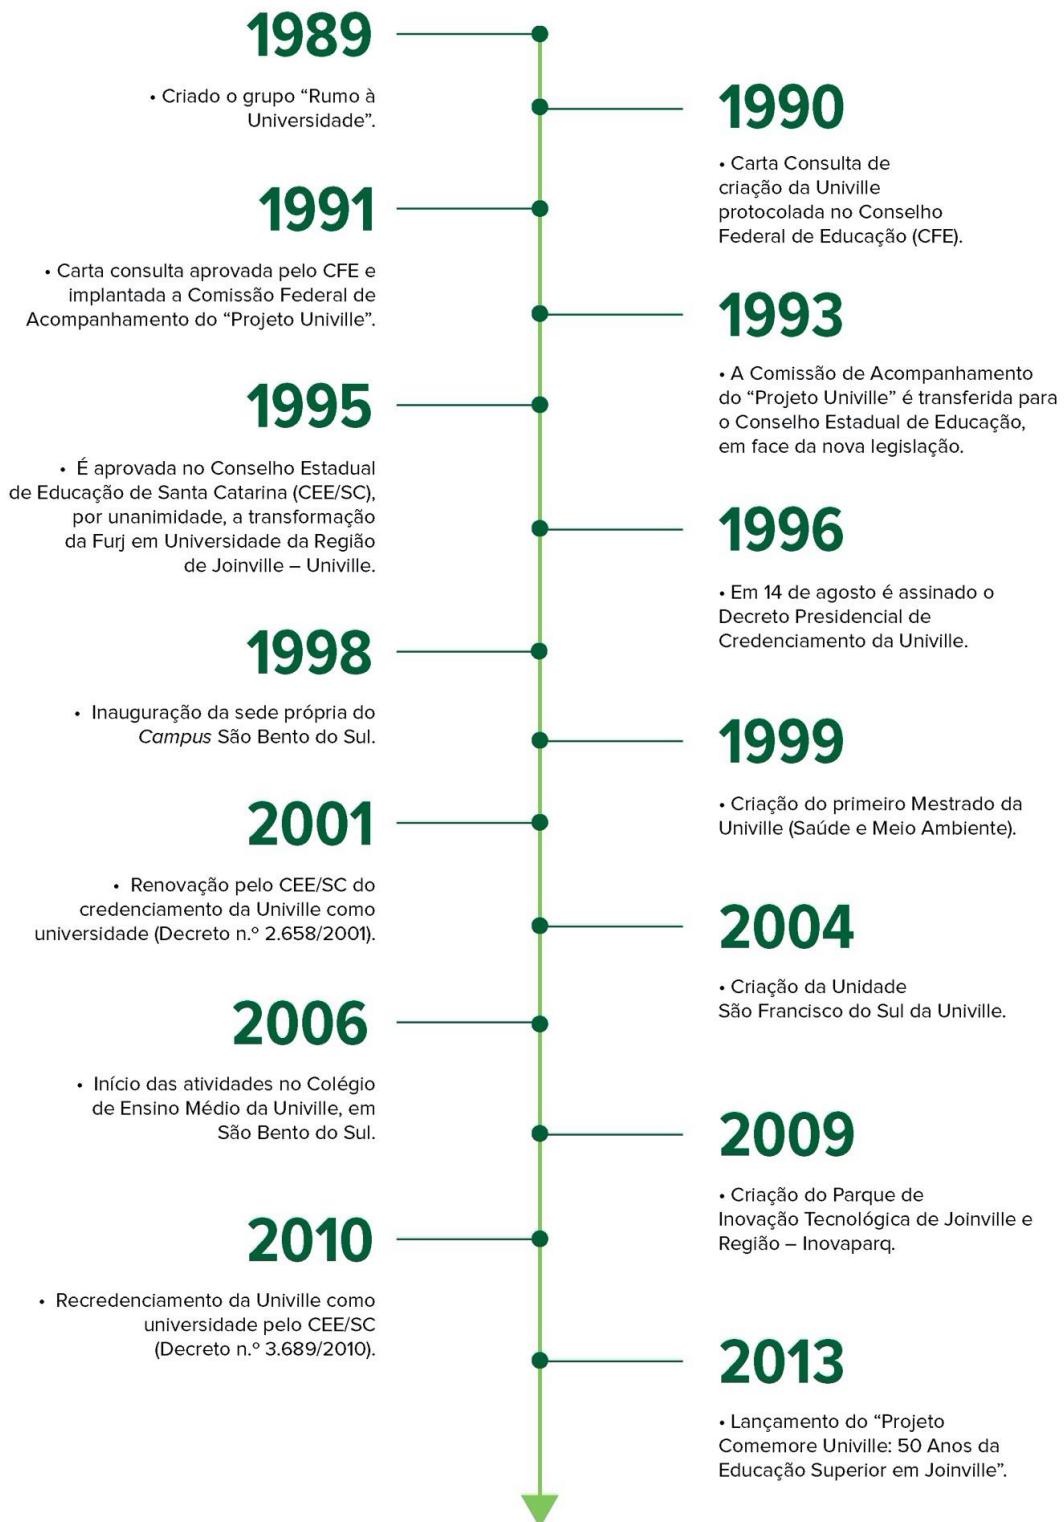 1989
• Criado o grupo “Rumo à
Universidade”.
1990
• Carta Consulta de
criação da Univille
protocolada no Conselho
Federal de Educação (CFE).
1991
• Carta consulta aprovada pelo CFE e
implantada a Comissão Federal de
Acompanhamento do “Projeto Univille”.
1993
• A Comissão de Acompanhamento
do “Projeto Univille” é transferida para
o Conselho Estadual de Educação,
em face da nova legislação.
1995
• É aprovada no Conselho Estadual
de Educação de Santa Catarina (CEE/SC),
por unanimidade, a transformação
da Furj em Universidade da Região
de Joinville – Univille.
1996
• Em 14 de agosto é assinado o
Decreto Presidencial de
Credenciamento da Univille.
1998
• Inauguração da sede própria do
Campus São Bento do Sul.
1999
• Criação do primeiro Mestrado da
Univille (Saúde e Meio Ambiente).
2001
• Renovação pelo CEE/SC do
credenciamento da Univille como
universidade (Decreto n.º 2.658/2001).
2004
• Criação da Unidade
São Francisco do Sul da Univille.
2006
• Início das atividades no Colégio
de Ensino Médio da Univille, em
São Bento do Sul.
2009
• Criação do Parque de
Inovação Tecnológica de Joinville e
Região – Inovaparq.
2010
• Recredenciamento da Univille como
universidade pelo CEE/SC
(Decreto n.º 3.689/2010).
2013
• Lançamento do “Projeto
Comemore Univille: 50 Anos da
Educação Superior em Joinville”.